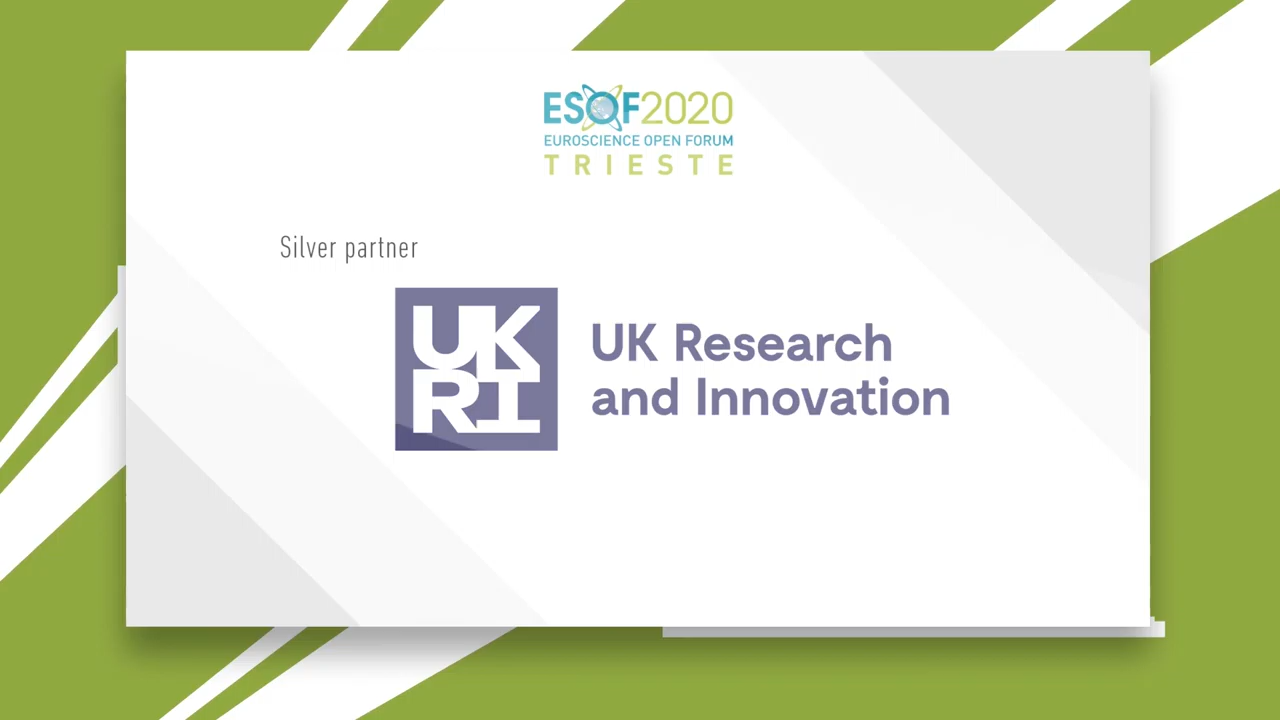 ESOF2020
EUROSCIENCE OPEN FORUM
TRIESTE
Silver partner
UK
RI
UK Research
and Innovation